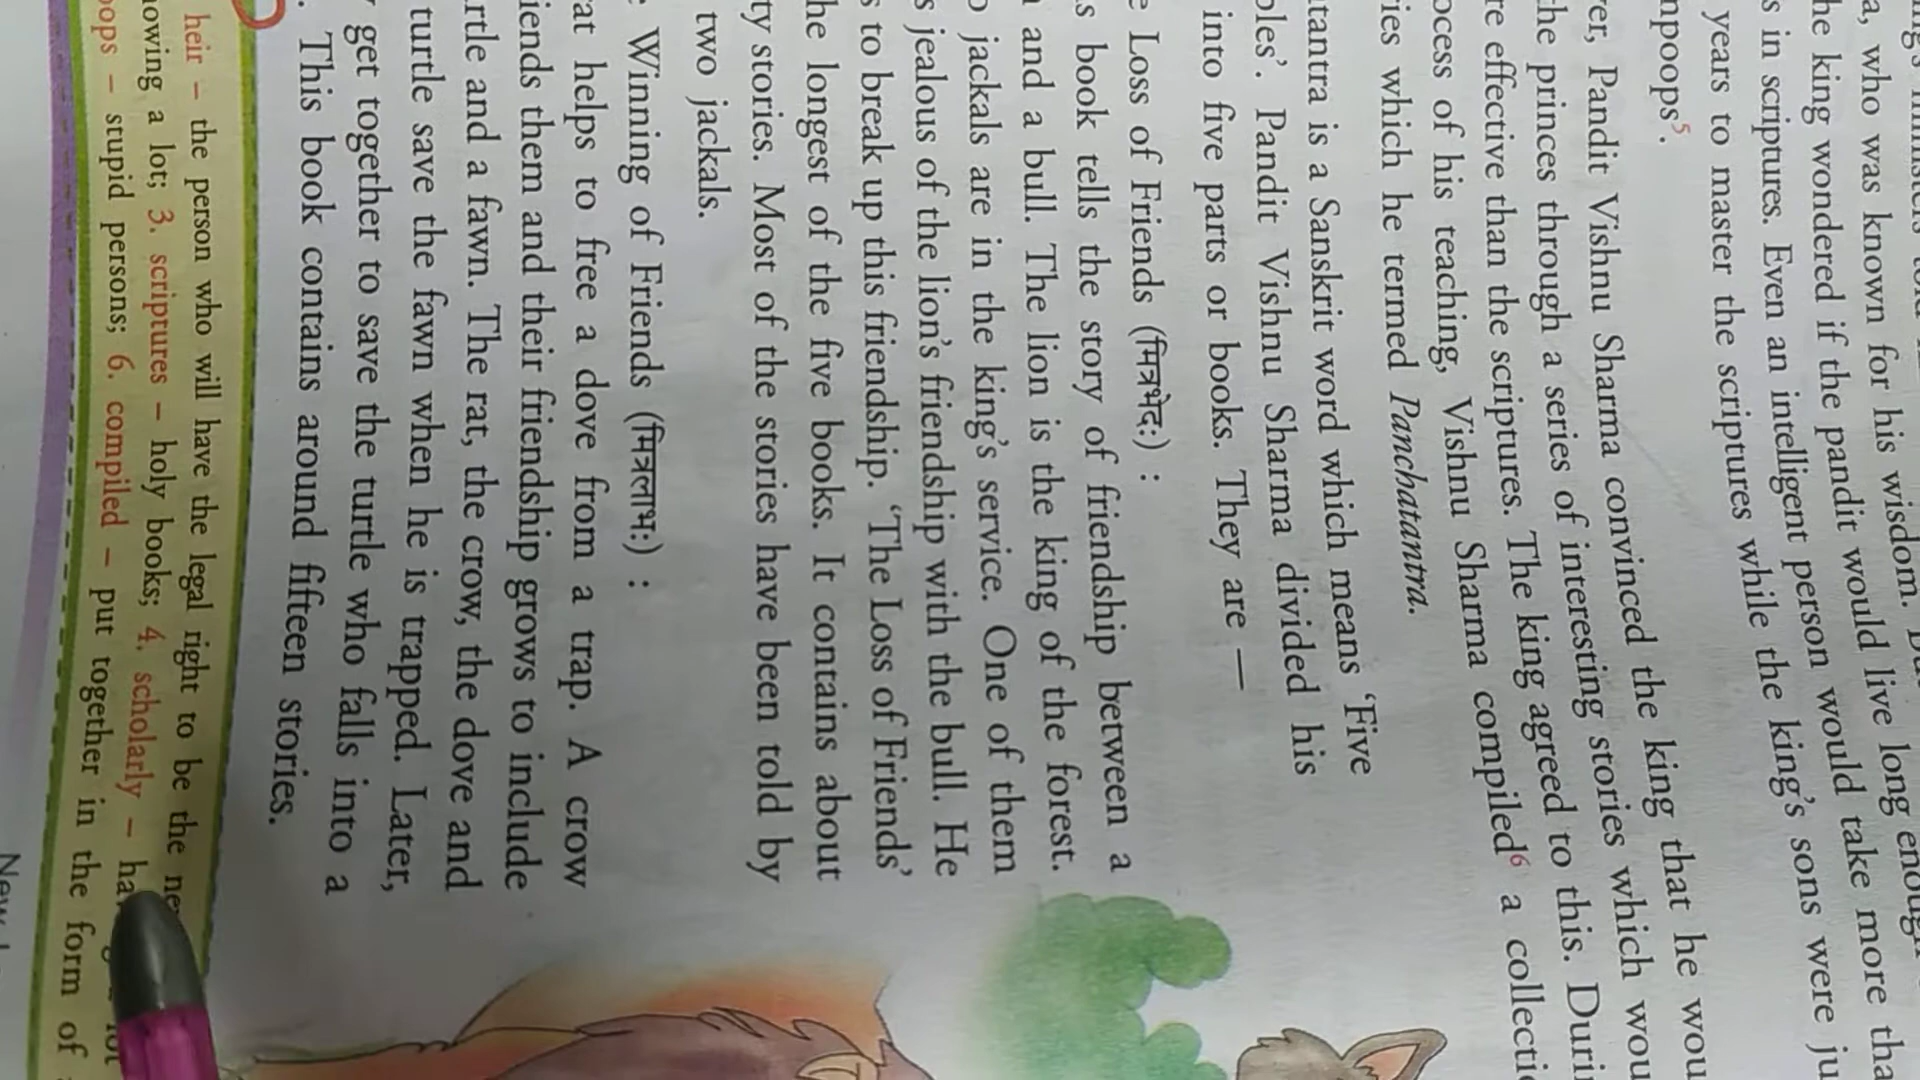 who was known for his wisdom.
the king wondered if the pandit would live long enough
s in scriptures. Even an intelligent person would take more
years to master the scriptures while the king's sons were
npoops⁵.
er, Pandit Vishnu Sharma convinced the king that he
the princes through a series of interesting stories which
re effective than the scriptures. The king agreed to this.
ocess of his teaching, Vishnu Sharma compiled⁶ a
ies which he termed Panchatantra.
tantra is a Sanskrit word which means ‘Five
ples’. Pandit Vishnu Sharma divided his
into five parts or books. They are —
e Loss of Friends (मित्रभेदः) :
s book tells the story of friendship between a
and a bull. The lion is the king of the forest.
o jackals are in the king's service. One of them
s jealous of the lion's friendship with the bull. He
s to break up this friendship. ‘The Loss of Friends’
he longest of the five books. It contains about
ty stories. Most of the stories have been told by
two jackals.
Winning of Friends (मित्रलाभः) :
at helps to free a dove from a trap. A crow
iends them and their friendship grows to include
rtle and a fawn. The rat, the crow, the dove and
turtle save the fawn when he is trapped. Later,
get together to save the turtle who falls into a
. This book contains around fifteen stories.
heir – the person who will have the legal right to be the
nowing a lot; 3. scriptures – holy books; 4. scholarly –
oops – stupid persons; 6. compiled – put together in the form of